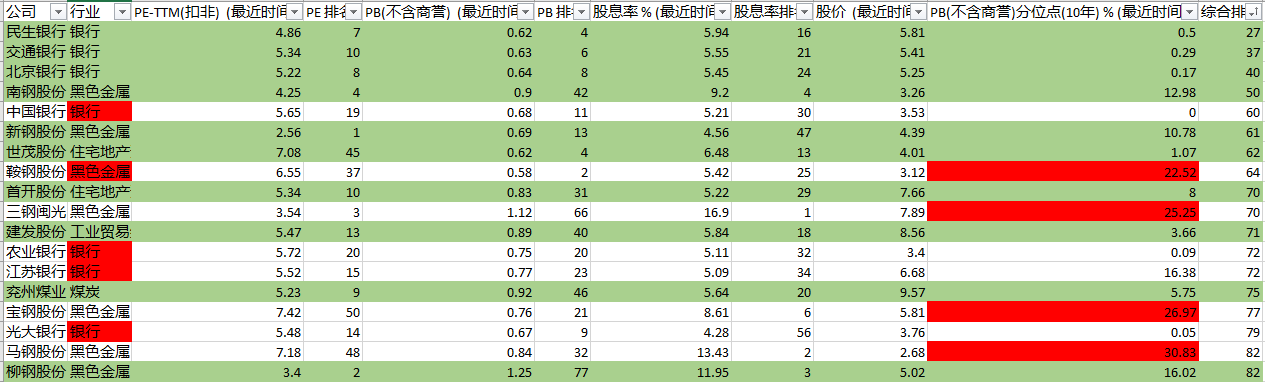 公司 行业 PE-TTM(扣非) (最近时间 PE 排名 PB(不含商誉) (最近时间 PB 排 股息率 % (最近时间 股息率排 股价 (最近时间 PB(不含商誉)分位点(10年) % (最近时间 综合排
民生银行 银行 4.86 7 0.62 4 5.94 16 5.81 0.5 27
交通银行 银行 5.34 10 0.63 6 5.55 21 5.41 0.29 37
北京银行 银行 5.22 8 0.64 8 5.45 24 5.25 0.17 40
南钢股份 黑色金属 4.25 4 0.9 42 9.2 4 3.26 12.98 50
中国银行 银行 5.65 19 0.68 11 5.21 30 3.53 0 60
新钢股份 黑色金属 2.56 1 0.69 13 4.56 47 4.39 10.78 61
世茂股份 住宅地产 7.08 45 0.62 4 6.48 13 4.01 1.07 62
鞍钢股份 黑色金属 6.55 37 0.58 2 5.42 25 3.12 22.52 64
首开股份 住宅地产 5.34 10 0.83 31 5.22 29 7.66 8 70
三钢闽光 黑色金属 3.54 3 1.12 66 16.9 1 7.89 25.25 70
建发股份 工业贸易 5.47 13 0.89 40 5.84 18 8.56 3.66 71
农业银行 银行 5.72 20 0.75 20 5.11 32 3.4 0.09 72
江苏银行 银行 5.52 15 0.77 23 5.09 34 6.68 16.38 72
兖州煤业 煤炭 5.23 9 0.92 46 5.64 20 9.57 5.75 75
宝钢股份 黑色金属 7.42 50 0.76 21 8.61 6 5.81 26.97 77
光大银行 银行 5.48 14 0.67 9 4.28 56 3.76 0.05 79
马钢股份 黑色金属 7.18 48 0.84 32 13.43 2 2.68 30.83 82
柳钢股份 黑色金属 3.4 2 1.25 77 11.95 3 5.02 16.02 82